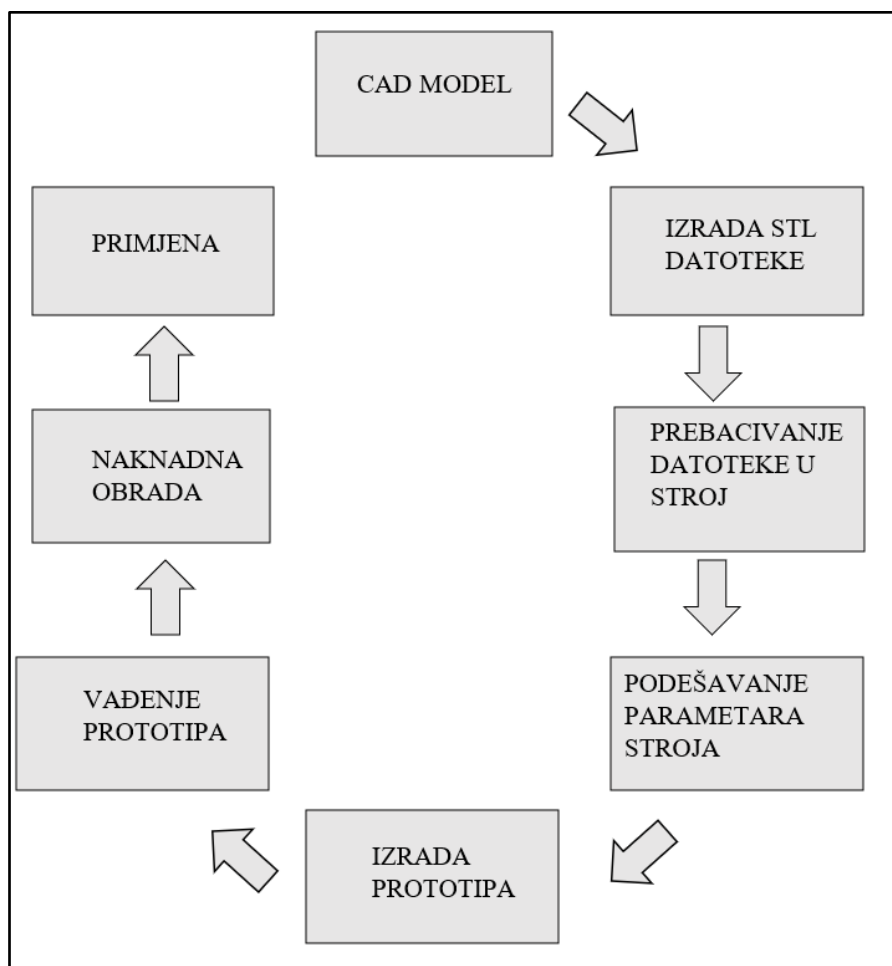 CAD MODEL
IZRADA STL
DATOTEKE
PREBACIVANJE
DATOTEKE U
STROJ
PODEŠAVANJE
PARAMETARA
STROJA
IZRADA
PROTOTIPA
VAĐENJE
PROTOTIPA
NAKNADNA
OBRADA
PRIMJENA